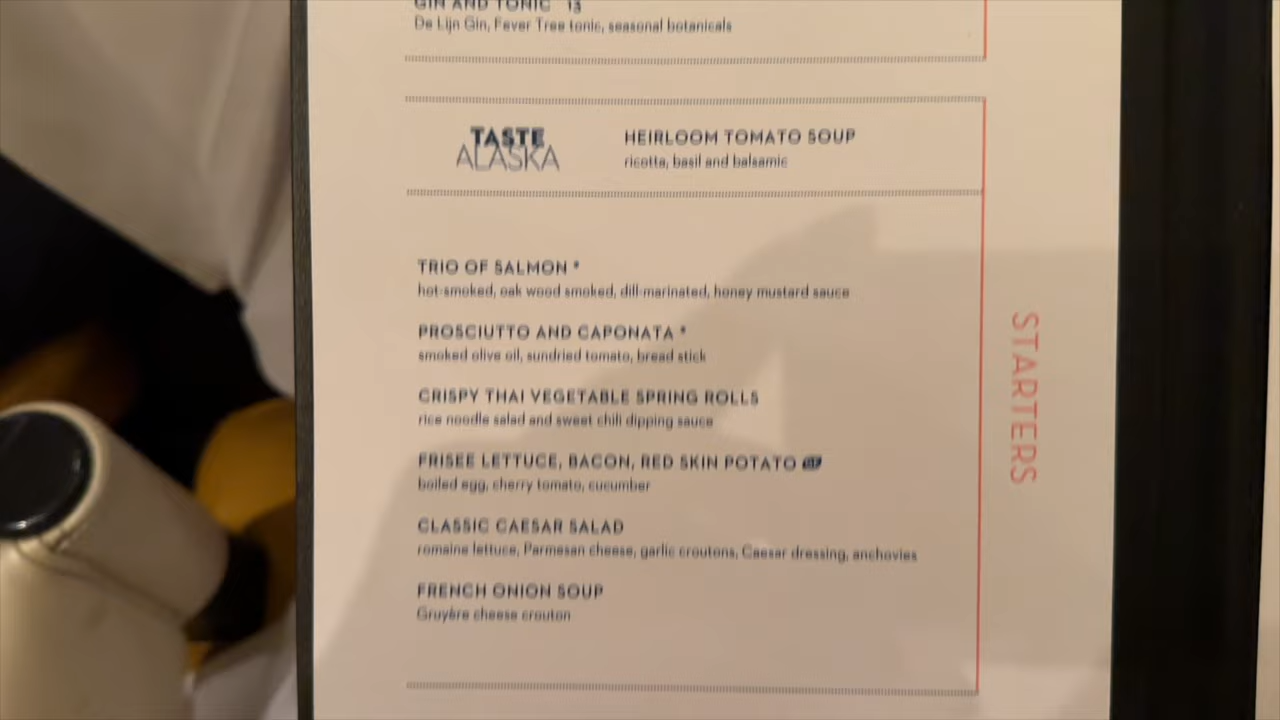 GIN AND TONIC 13
De Lijn Gin, Fever Tree tonic, seasonal botanicals
TASTE
ALASKA
HEIRLOOM TOMATO SOUP
ricotta, basil and balsamic
TRIO OF SALMON *
hot-smoked, oak wood smoked, dill-marinated, honey mustard sauce
PROSCIUTTO AND CAPONATA *
smoked olive oil, sundried tomato, bread stick
CRISPY THAI VEGETABLE SPRING ROLLS
rice noodle salad and sweet chili dipping sauce
FRISEE LETTUCE, BACON, RED SKIN POTATO
boiled egg, cherry tomato, cucumber
CLASSIC CAESAR SALAD
romaine lettuce, Parmesan cheese, garlic croutons, Caesar dressing, anchovies
FRENCH ONION SOUP
Gruyère cheese crouton
STARTERS